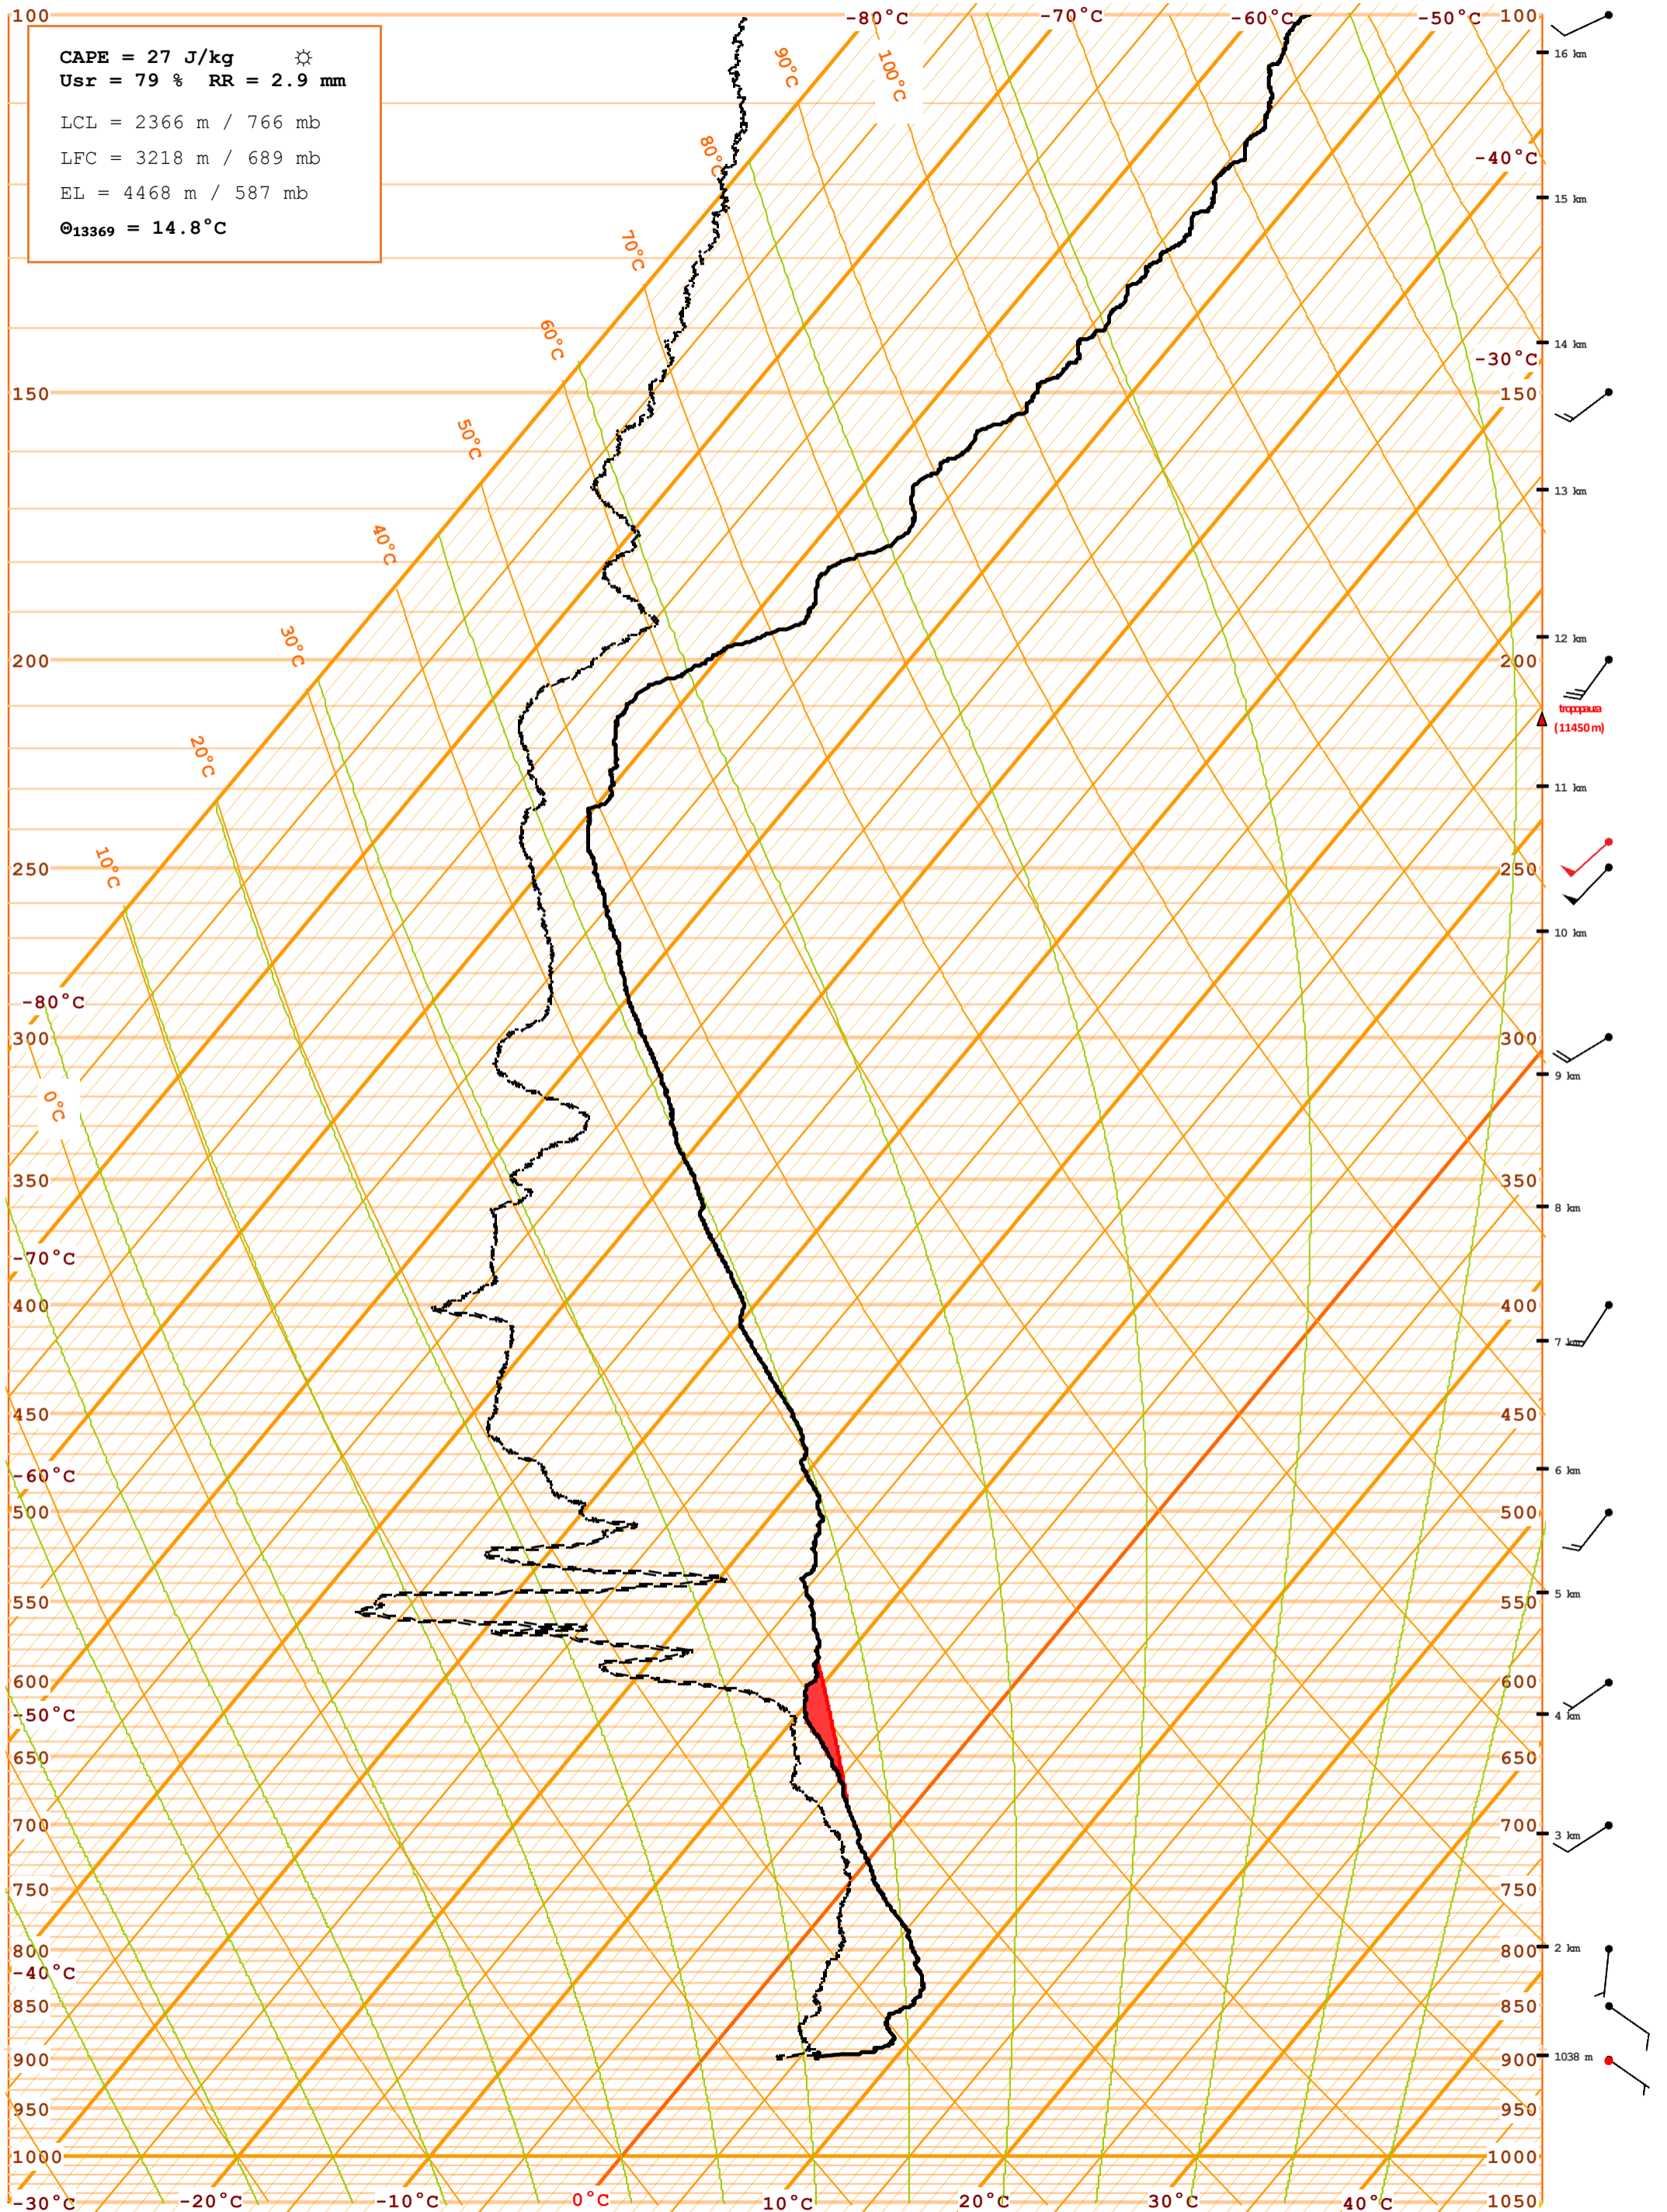 100 -80°C -70°C -60°C -50°C 100
CAPE = 27 J/kg ☼
Usr = 79 % RR = 2.9 mm
LCL = 2366 m / 766 mb
LFC = 3218 m / 689 mb
EL = 4468 m / 587 mb
Θ13369 = 14.8°C
90°C 100°C
16 km
80°C -40°C
15 km
70°C
60°C 14 km
-30°C
150 150
50°C
13 km
40°C
30°C 12 km
200 200
tropopauza
(11450 m)
20°C
11 km
10°C 250 250
10 km
-80°C
300 300
9 km
0°C
350 350
8 km
-70°C
400 400
7 km
450 450
-60°C 6 km
500 500
5 km
550 550
600 600
-50°C 4 km
650 650
700 700
3 km
750 750
800 800 2 km
-40°C
850 850
900 900 1038 m
950 950
1000 1000
-30°C -20°C -10°C 0°C 10°C 20°C 30°C 40°C 1050